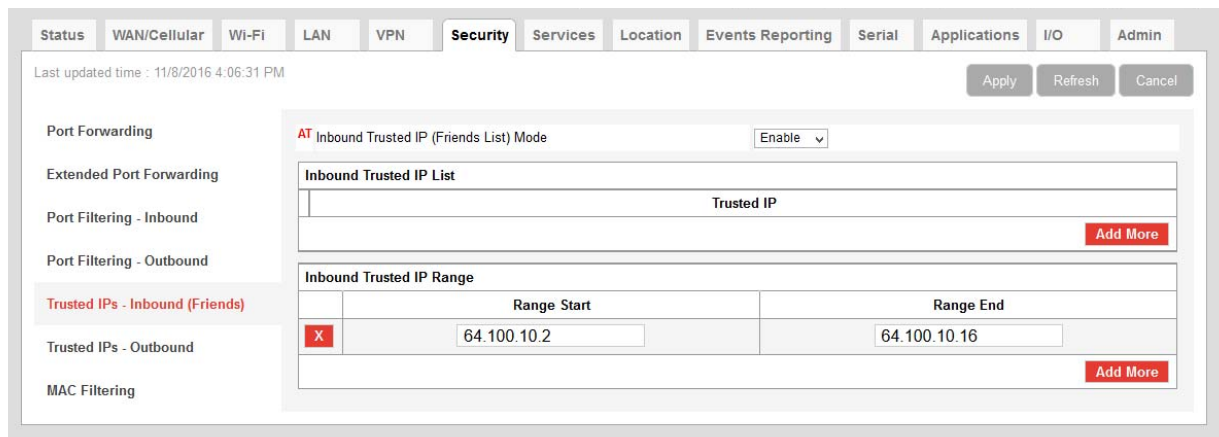 Status WAN/Cellular Wi-Fi LAN VPN Security Services Location Events Reporting Serial Applications I/O Admin
Last updated time : 11/8/2016 4:06:31 PM
Apply Refresh Cancel
Port Forwarding
Extended Port Forwarding
Port Filtering - Inbound
Port Filtering - Outbound
Trusted IPs - Inbound (Friends)
Trusted IPs - Outbound
MAC Filtering
AT Inbound Trusted IP (Friends List) Mode Enable
Inbound Trusted IP List
Trusted IP
Add More
Inbound Trusted IP Range
Range Start Range End
X 64.100.10.2 64.100.10.16
Add More